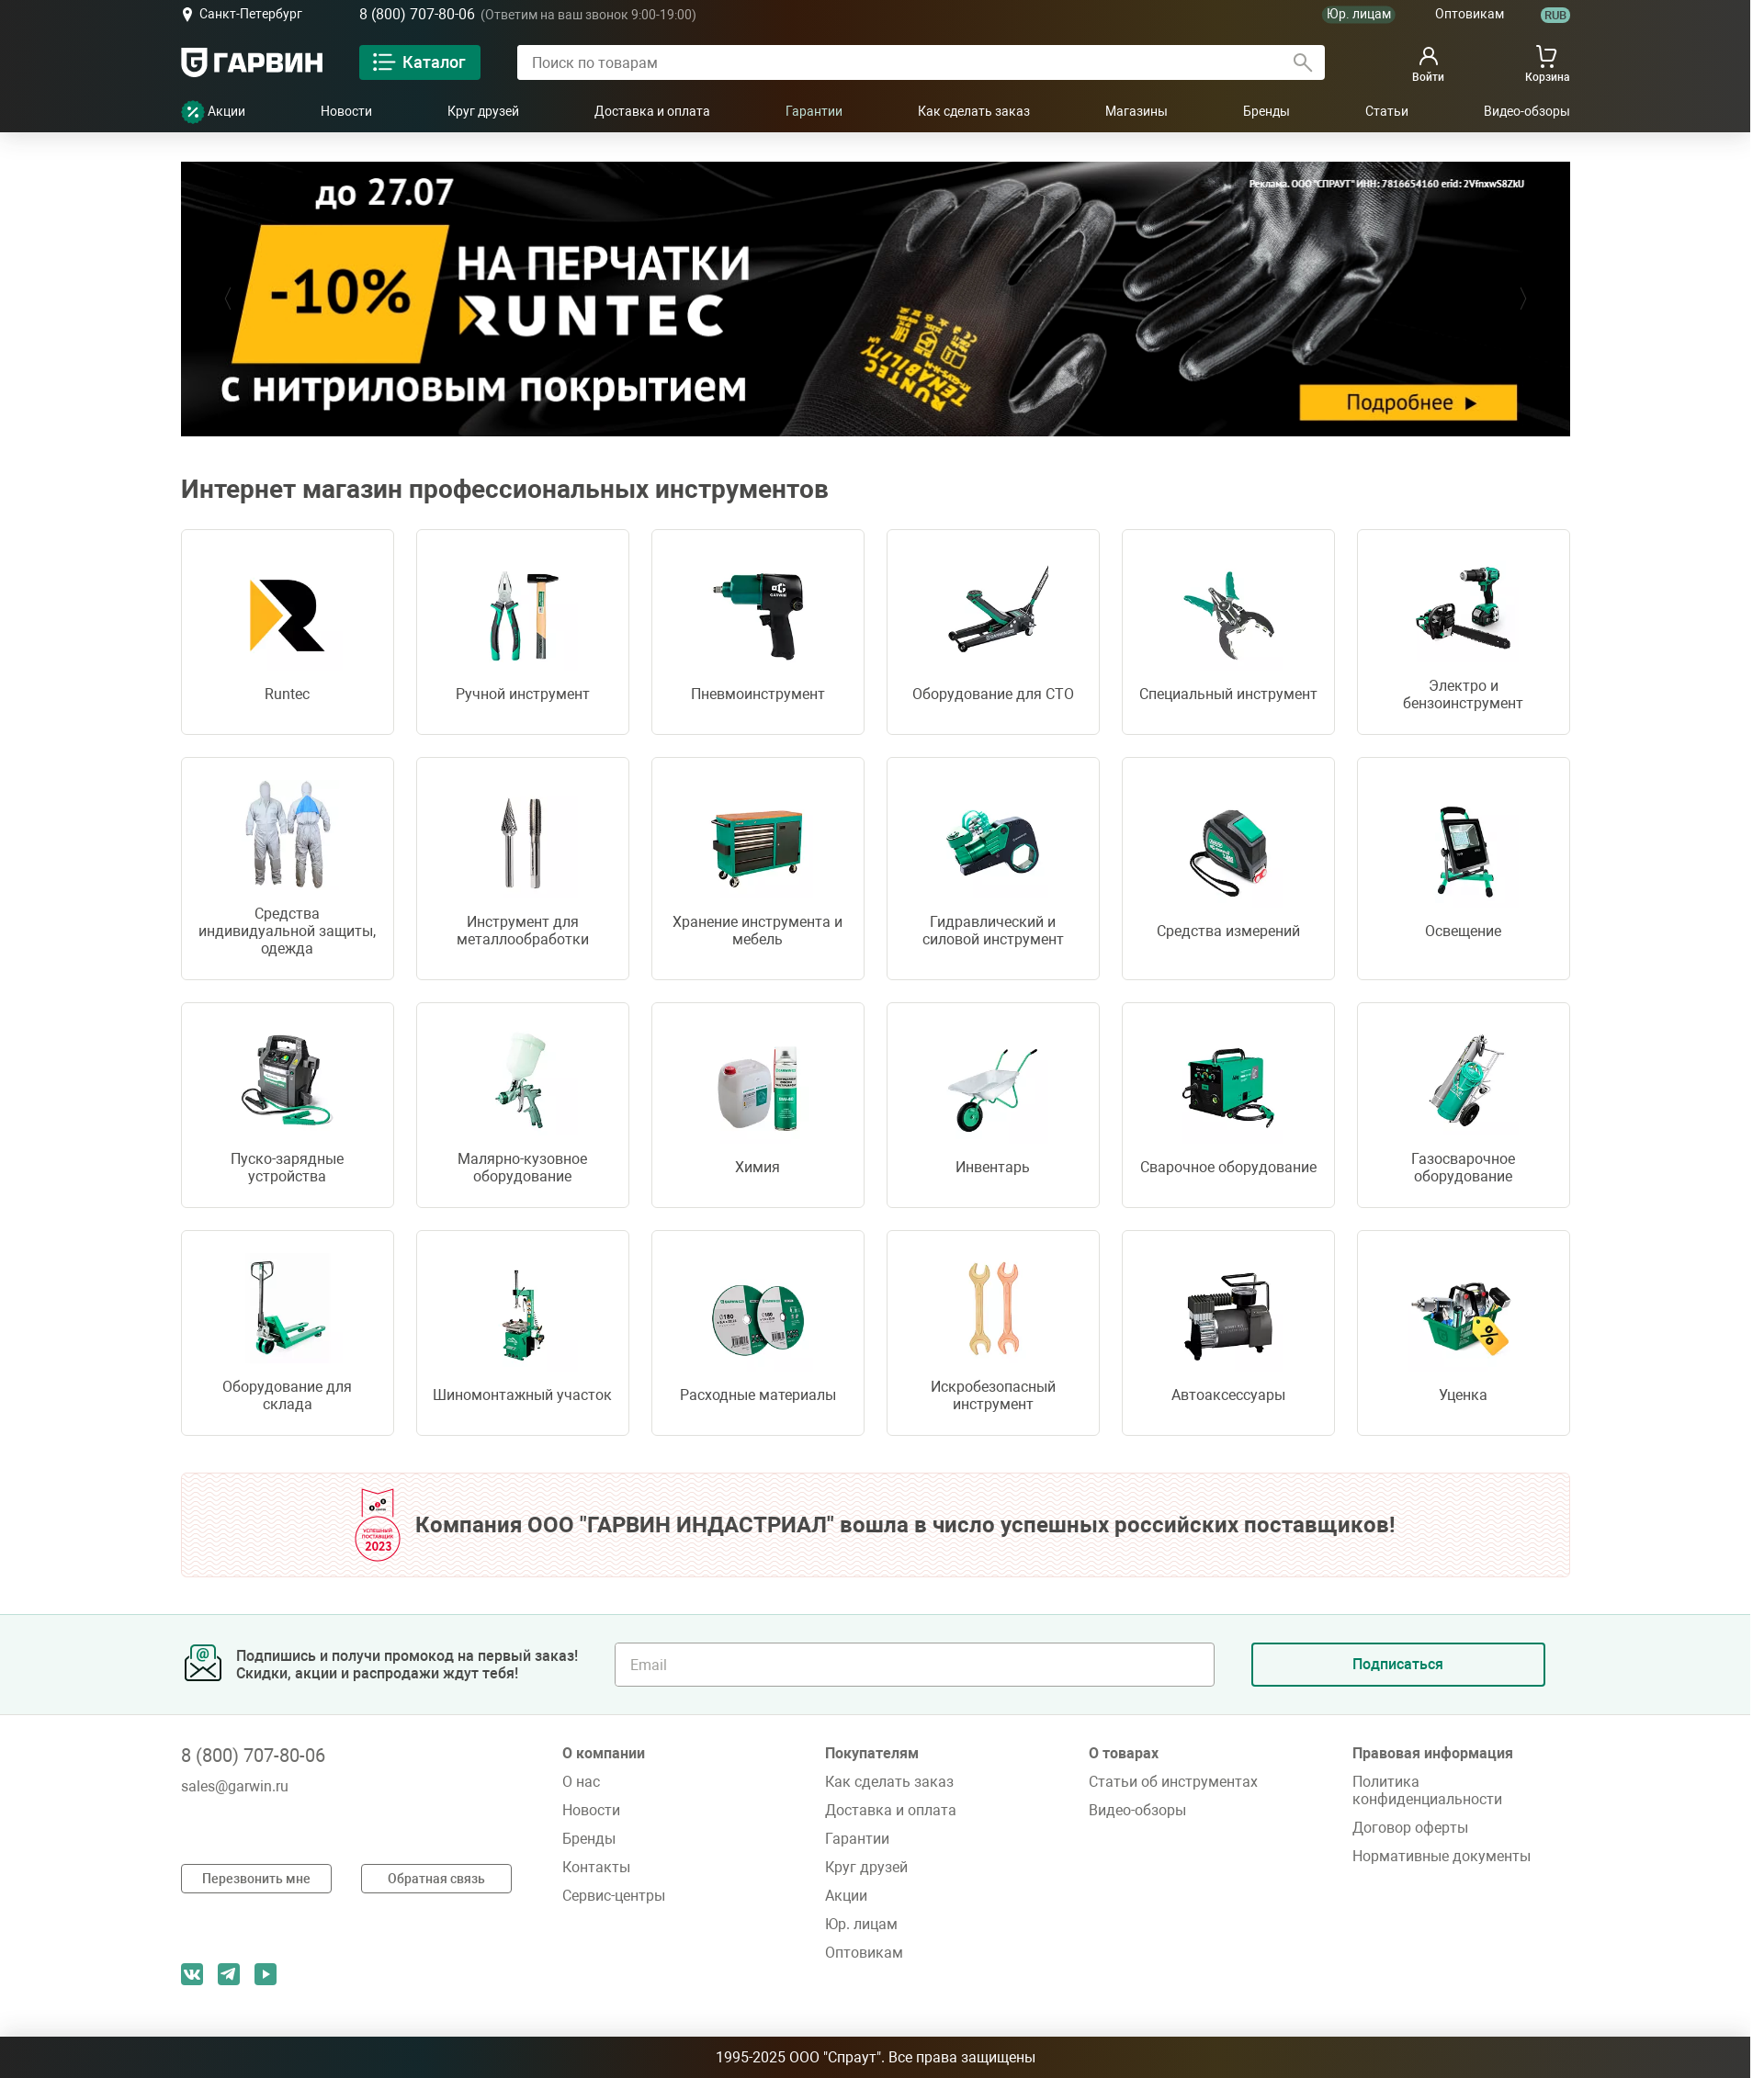 Санкт-Петербург
8 (800) 707-80-06 (Ответим на ваш звонок 9:00-19:00)
Юр. лицам
Оптовикам
RUB
ГАРВИН
Каталог
Поиск по товарам
Войти
Корзина
Акции
Новости
Круг друзей
Доставка и оплата
Гарантии
Как сделать заказ
Магазины
Бренды
Статьи
Видео-обзоры
до 27.07
Реклама. ООО "СПРАУТ" ИНН: 7816654160 erid: 2VfnxwS8ZkU
-10%
НА ПЕРЧАТКИ
RUNTEC
с нитриловым покрытием
RUNTEC
TENABILITY
Подробнее
Интернет магазин профессиональных инструментов
Runtec
Ручной инструмент
Пневмоинструмент
Оборудование для СТО
Специальный инструмент
Электро и
бензоинструмент
Средства
индивидуальной защиты,
одежда
Инструмент для
металлообработки
Хранение инструмента и
мебель
Гидравлический и
силовой инструмент
Средства измерений
Освещение
Пуско-зарядные
устройства
Малярно-кузовное
оборудование
Химия
Инвентарь
Сварочное оборудование
Газосварочное
оборудование
Оборудование для
склада
Шиномонтажный участок
Расходные материалы
Искробезопасный
инструмент
Автоаксессуары
Уценка
УСПЕШНЫЙ
ПОСТАВЩИК
2023
Компания ООО "ГАРВИН ИНДАСТРИАЛ" вошла в число успешных российских поставщиков!
Подпишись и получи промокод на первый заказ!
Скидки, акции и распродажи ждут тебя!
Email
Подписаться
8 (800) 707-80-06
sales@garwin.ru
Перезвонить мне
Обратная связь
О компании
О нас
Новости
Бренды
Контакты
Сервис-центры
Покупателям
Как сделать заказ
Доставка и оплата
Гарантии
Круг друзей
Акции
Юр. лицам
Оптовикам
О товарах
Статьи об инструментах
Видео-обзоры
Правовая информация
Политика
конфиденциальности
Договор оферты
Нормативные документы
1995-2025 ООО "Спраут". Все права защищены